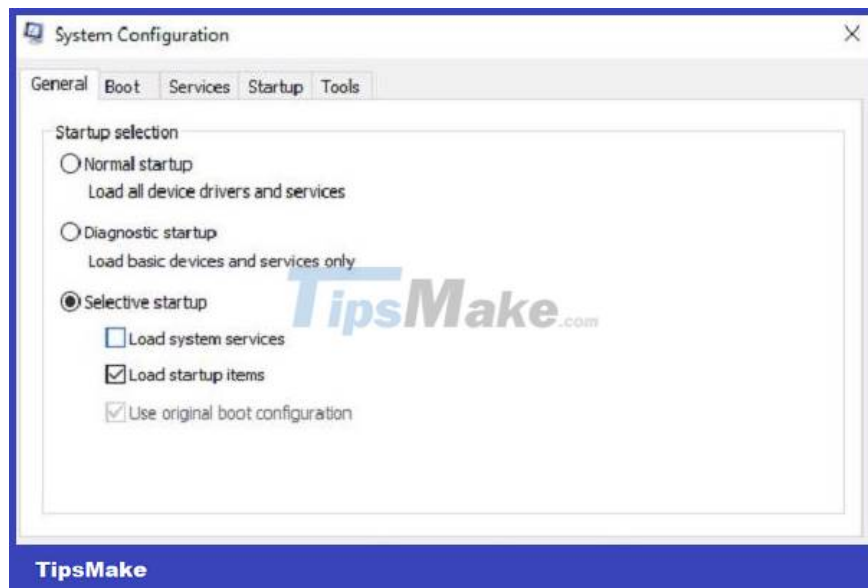 System Configuration
General Boot Services Startup Tools
Startup selection
Normal startup
Load all device drivers and services
Diagnostic startup
Load basic devices and services only
Selective startup
TipsMake.com
Load system services
Load startup items
Use original boot configuration
TipsMake